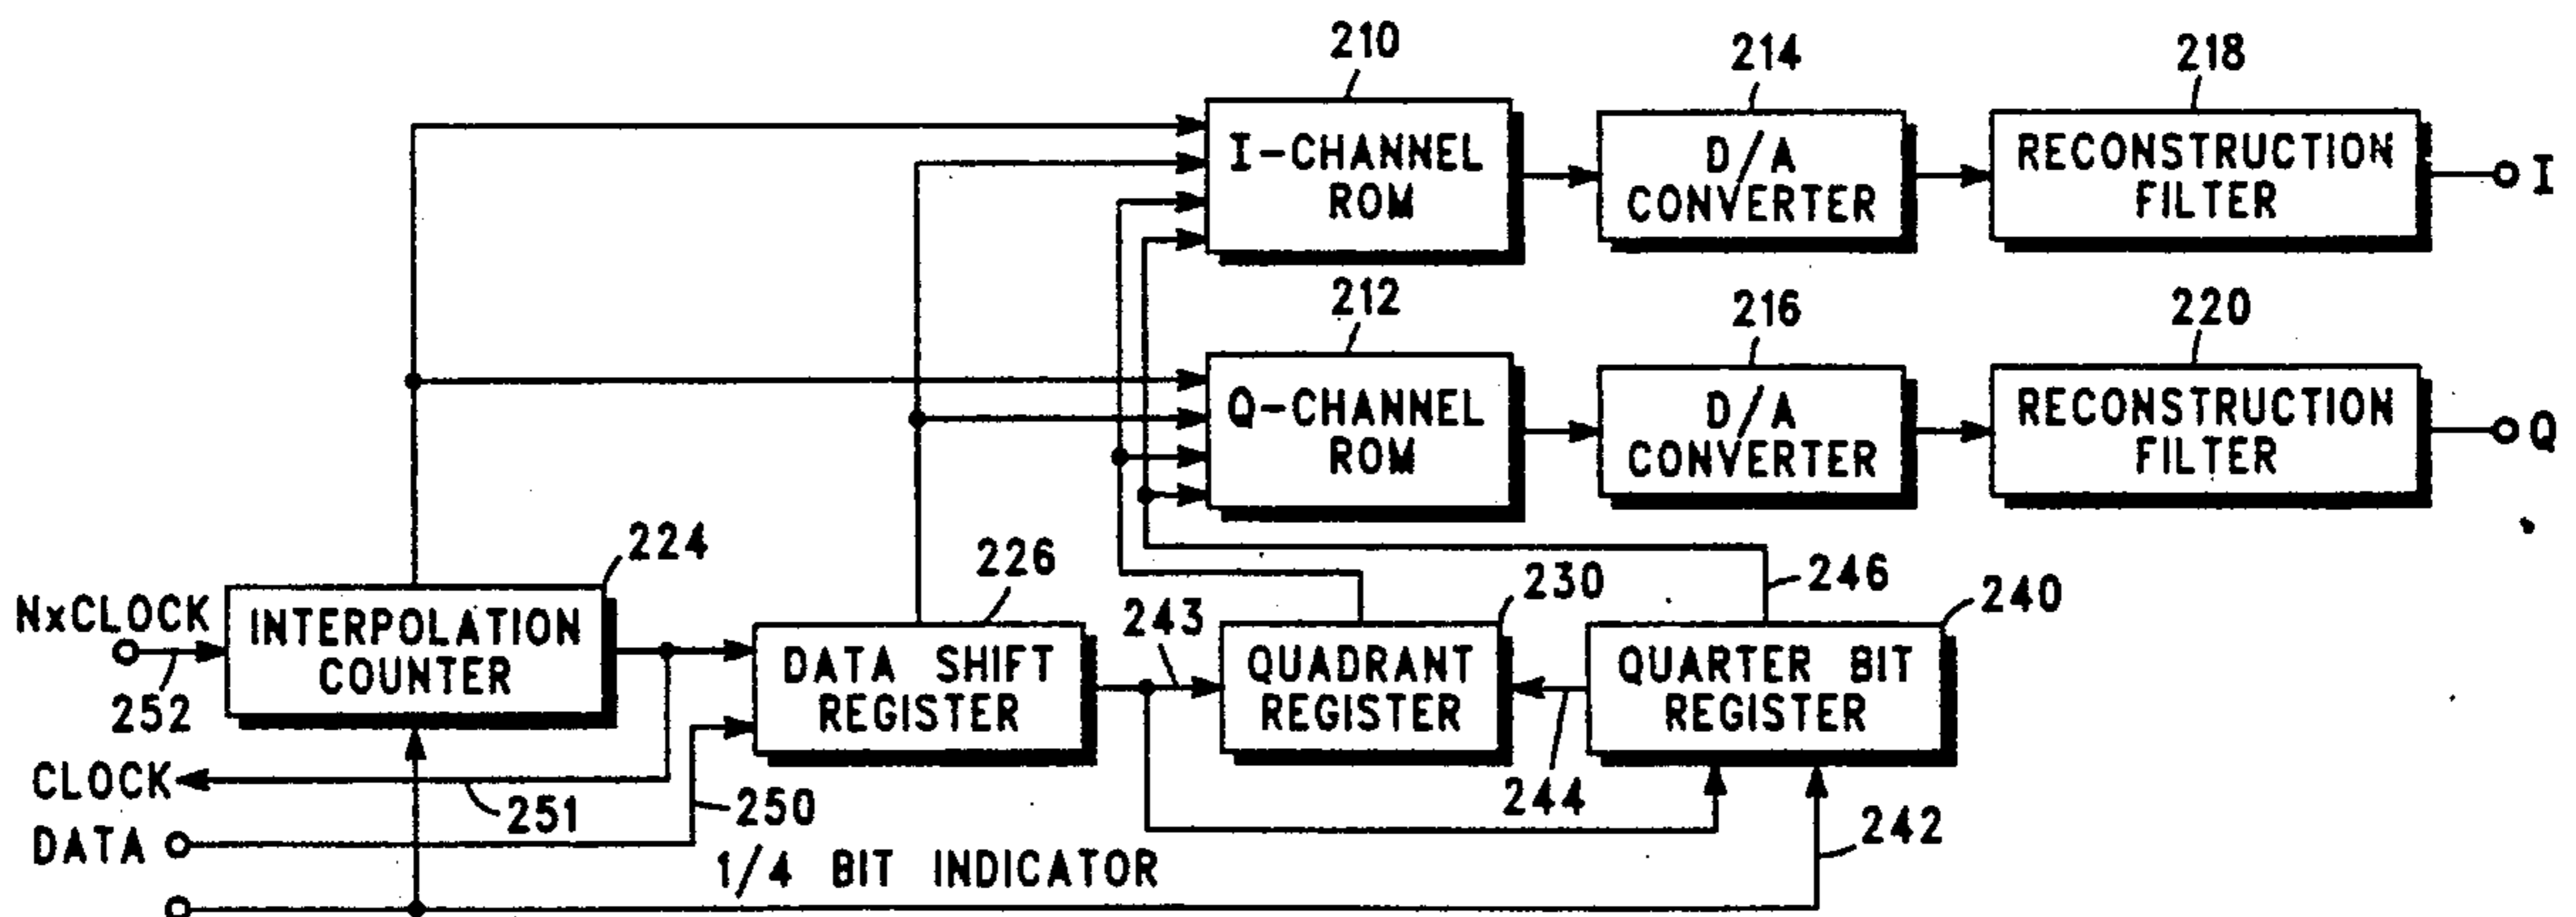 210
214
218
I-CHANNEL
ROM
D/A
CONVERTER
RECONSTRUCTION
FILTER
I
212
216
220
Q-CHANNEL
ROM
D/A
CONVERTER
RECONSTRUCTION
FILTER
Q
224
226
230
246
240
NxCLOCK
252
INTERPOLATION
COUNTER
DATA SHIFT
REGISTER
243
QUADRANT
REGISTER
244
QUARTER BIT
REGISTER
CLOCK
251
250
242
DATA
1/4 BIT INDICATOR